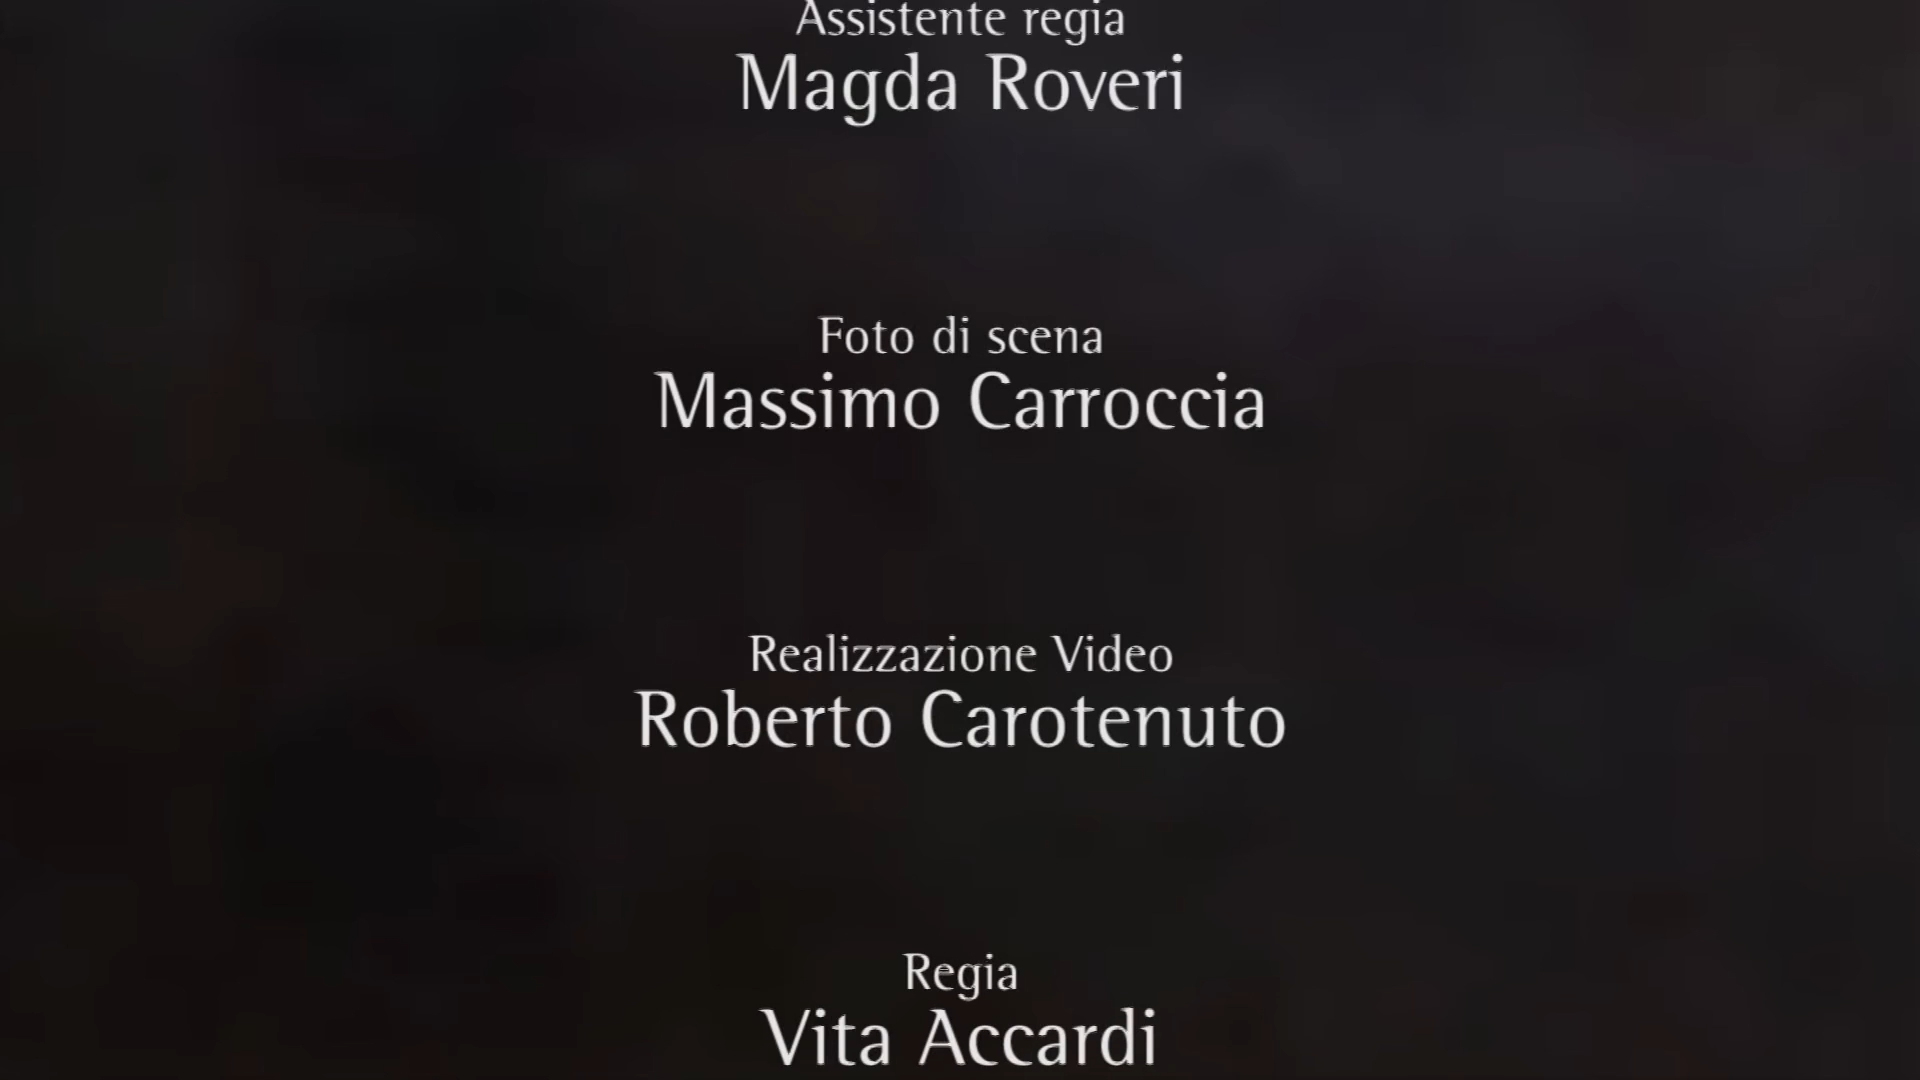 Assistente regia
Magda Roveri
Foto di scena
Massimo Carroccia
Realizzazione Video
Roberto Carotenuto
Regia
Vita Accardi